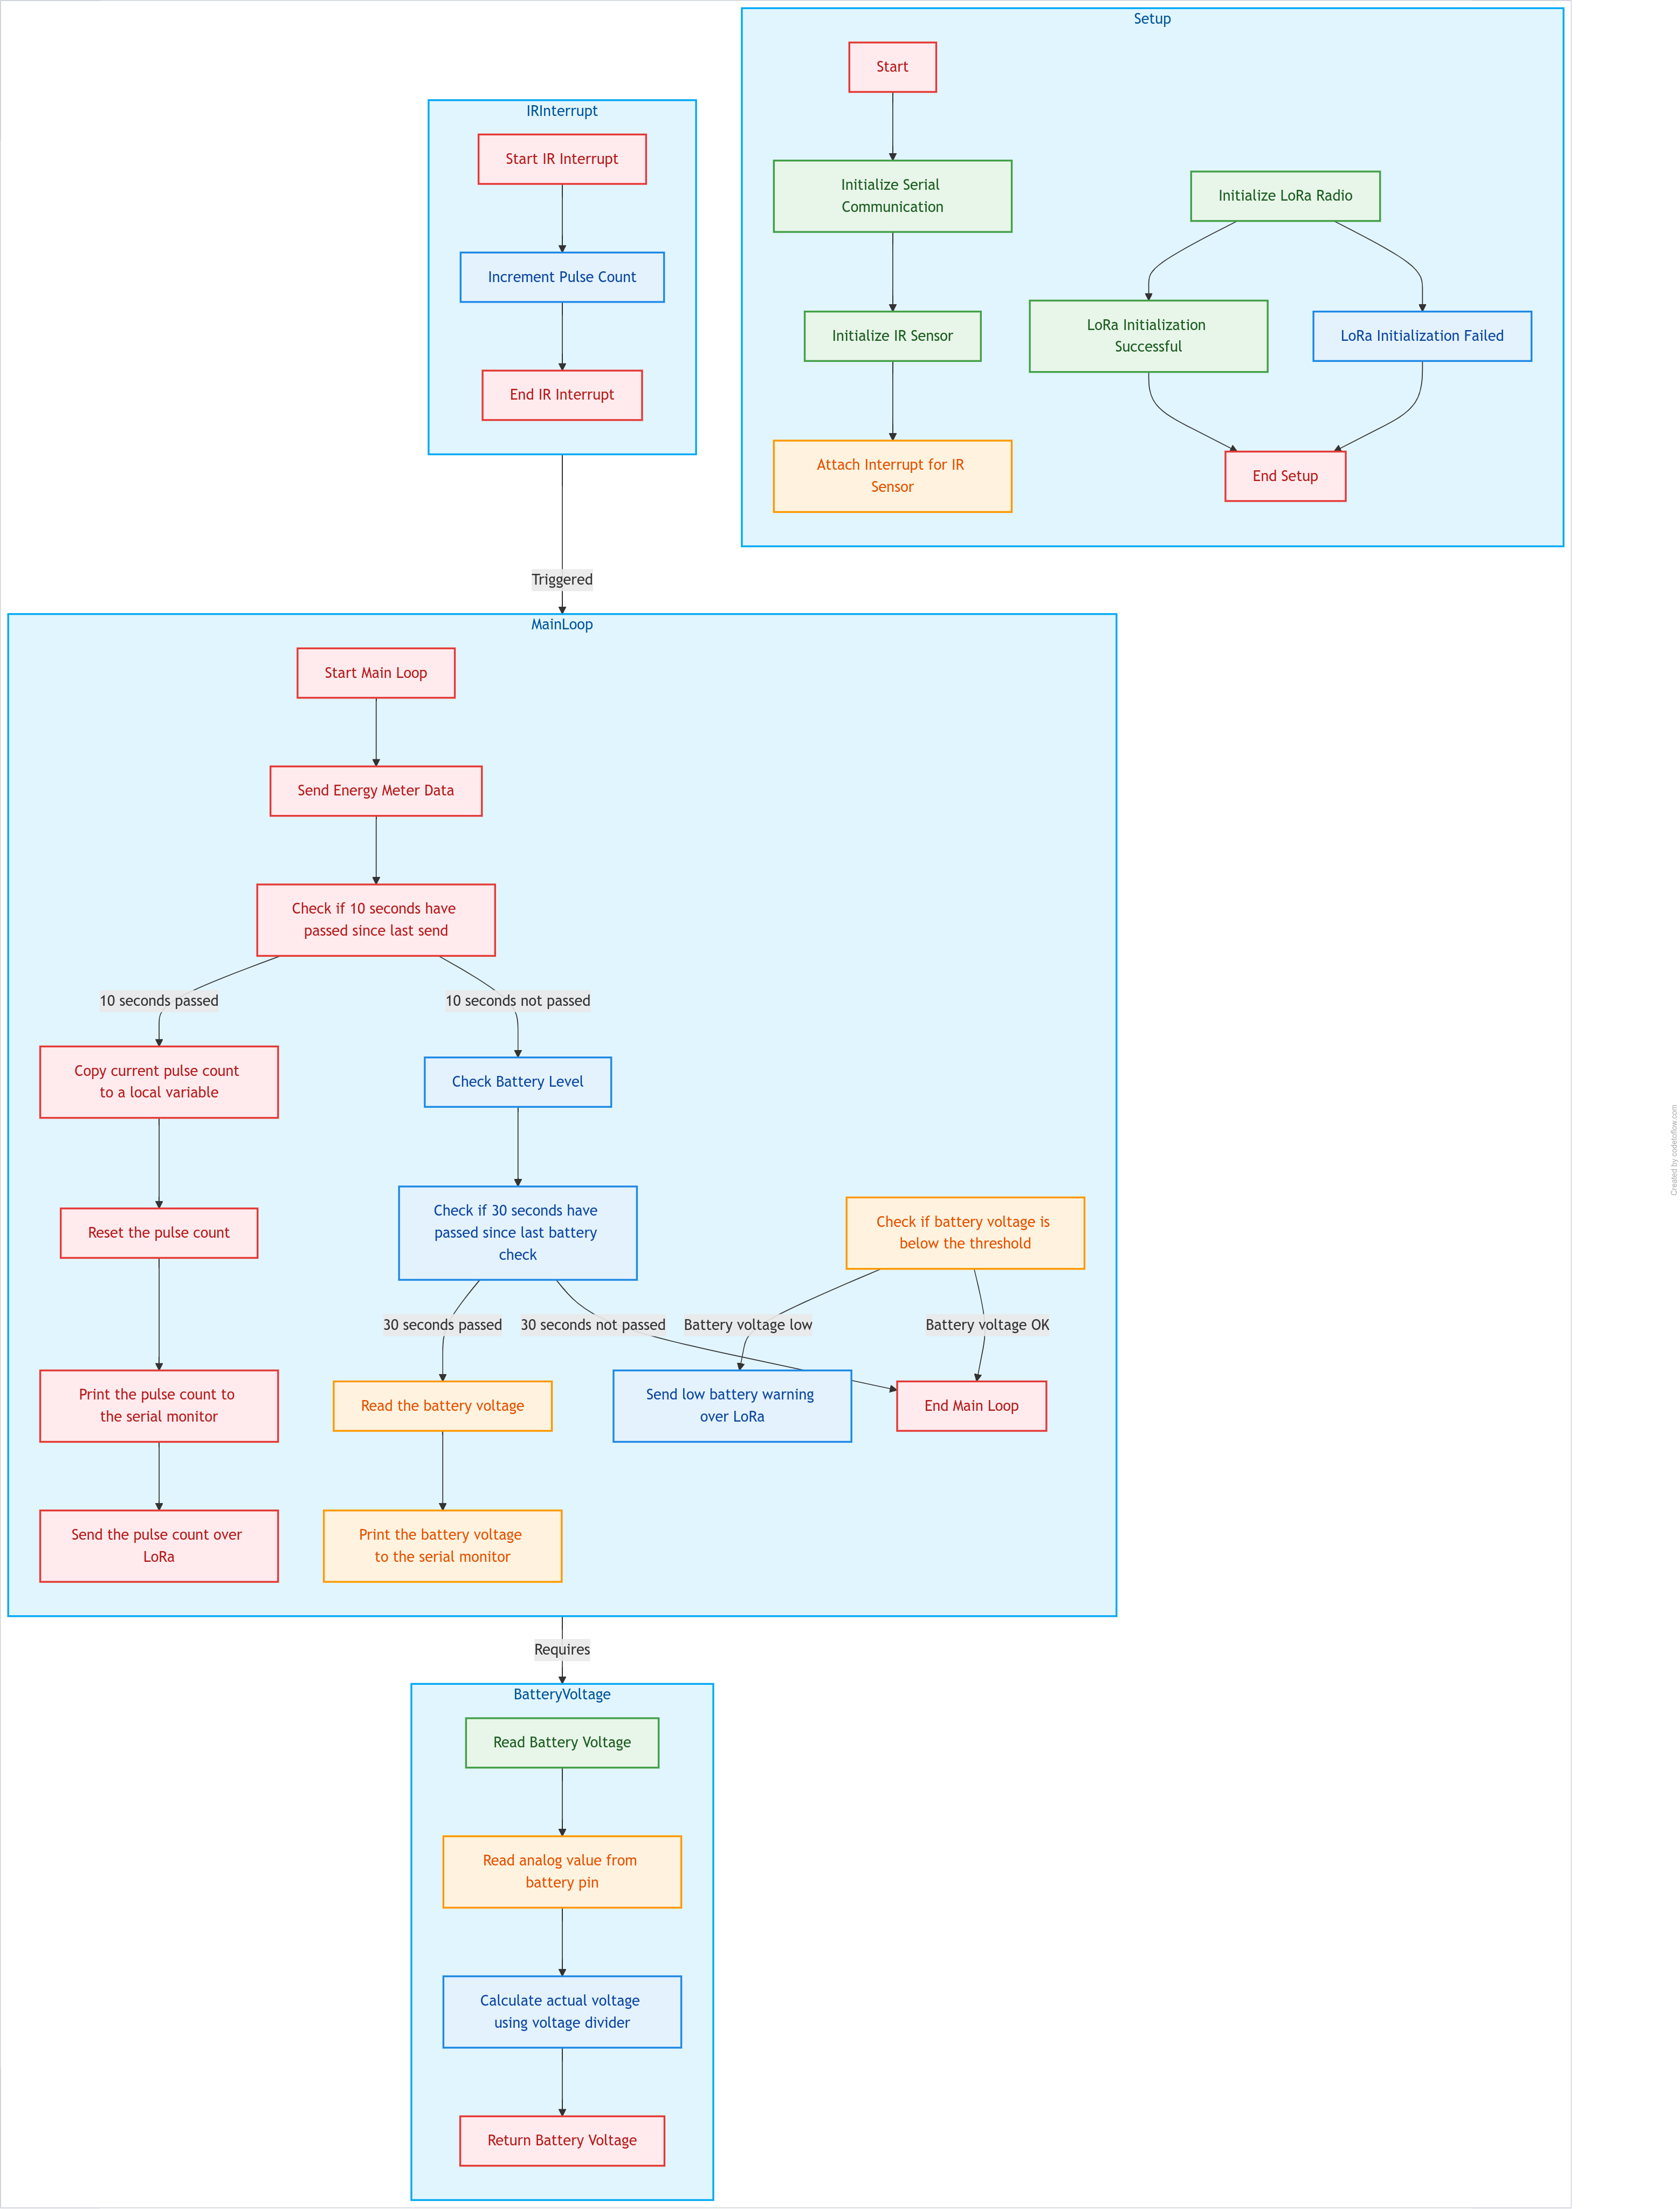 Setup
Start
Initialize Serial
Communication
Initialize IR Sensor
Attach Interrupt for IR
Sensor
Initialize LoRa Radio
LoRa Initialization
Successful
LoRa Initialization Failed
End Setup
IRInterrupt
Start IR Interrupt
Increment Pulse Count
End IR Interrupt
Triggered
MainLoop
Start Main Loop
Send Energy Meter Data
Check if 10 seconds have
passed since last send
10 seconds passed
10 seconds not passed
Copy current pulse count
to a local variable
Reset the pulse count
Print the pulse count to
the serial monitor
Send the pulse count over
LoRa
Check Battery Level
Check if 30 seconds have
passed since last battery
check
30 seconds passed
30 seconds not passed
Read the battery voltage
Print the battery voltage
to the serial monitor
Check if battery voltage is
below the threshold
Battery voltage low
Battery voltage OK
Send low battery warning
over LoRa
End Main Loop
Requires
BatteryVoltage
Read Battery Voltage
Read analog value from
battery pin
Calculate actual voltage
using voltage divider
Return Battery Voltage
Created by codetoflow.com